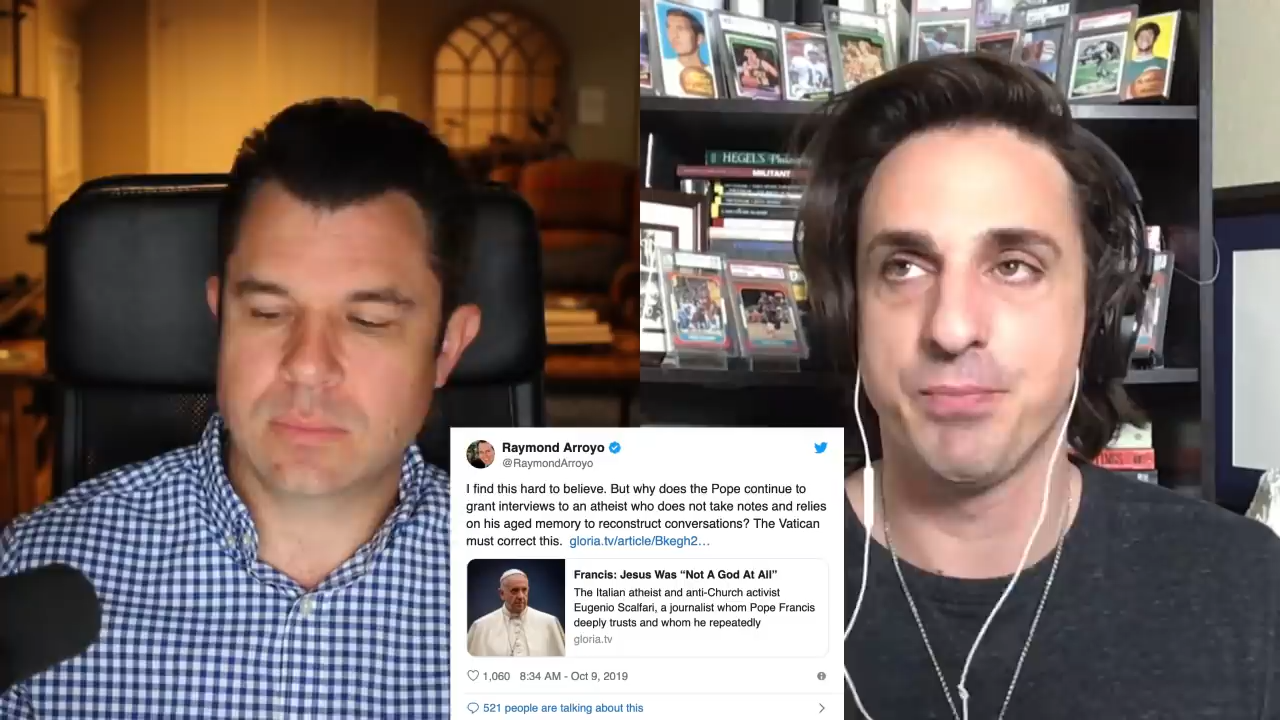 HEGEL'S
MILITANT
Raymond Arroyo
@RaymondArroyo
I find this hard to believe. But why does the Pope continue to
grant interviews to an atheist who does not take notes and relies
on his aged memory to reconstruct conversations? The Vatican
must correct this. gloria.tv/article/Bkegh2…
Francis: Jesus Was “Not A God At All”
The Italian atheist and anti-Church activist
Eugenio Scalfari, a journalist whom Pope Francis
deeply trusts and whom he repeatedly
gloria.tv
1,060 8:34 AM - Oct 9, 2019
521 people are talking about this